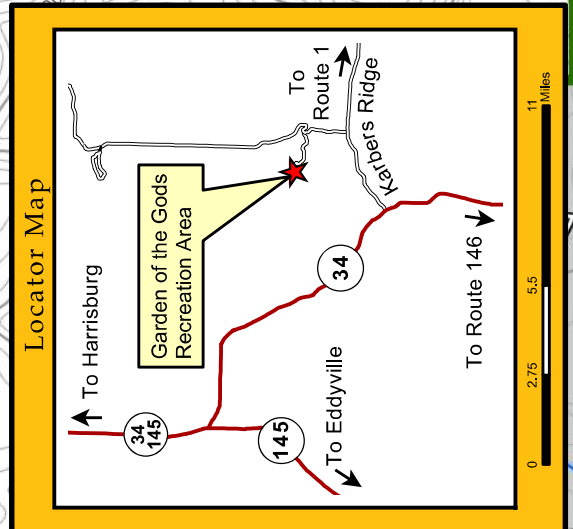 Locator Map
To Harrisburg
34
145
Garden of the Gods
Recreation Area
To
Route 1
Karbers Ridge
34
145
To Eddyville
To Route 146
0
2.75
5.5
11
Miles